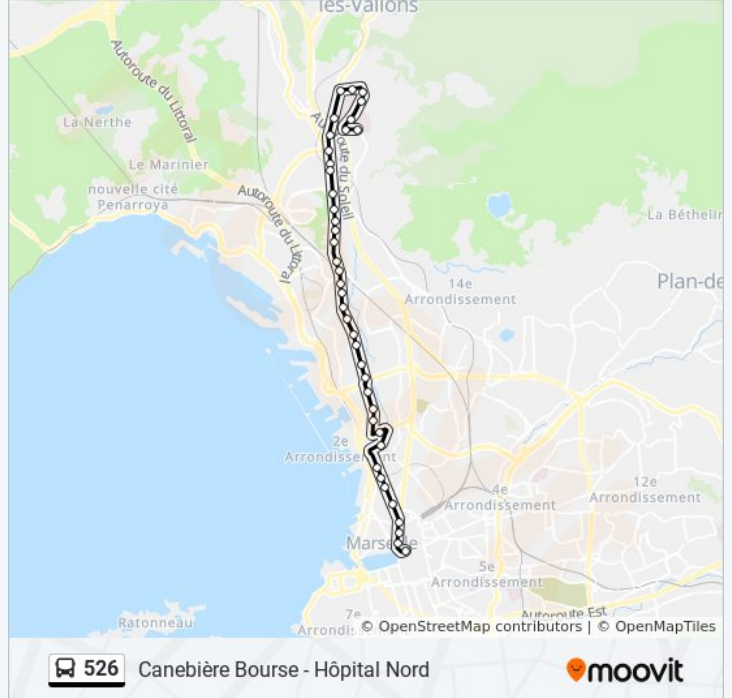 les-Vallons
Autoroute du Littoral
La Nerthe
Autoroute du Soleil
Le Marinier
nouvelle cité
Penarroya
Autoroute du Littoral
La Béthelin
14e
Arrondissement
Plan-de
2e
Arrondissement
12e
Arrondissement
4e
Arrondissement
Marseille
5e
Arrondissement
Autoroute Est
7e
Arrondis
Ratonneau
© OpenStreetMap contributors | © OpenMapTiles
526 Canebière Bourse - Hôpital Nord
moovit